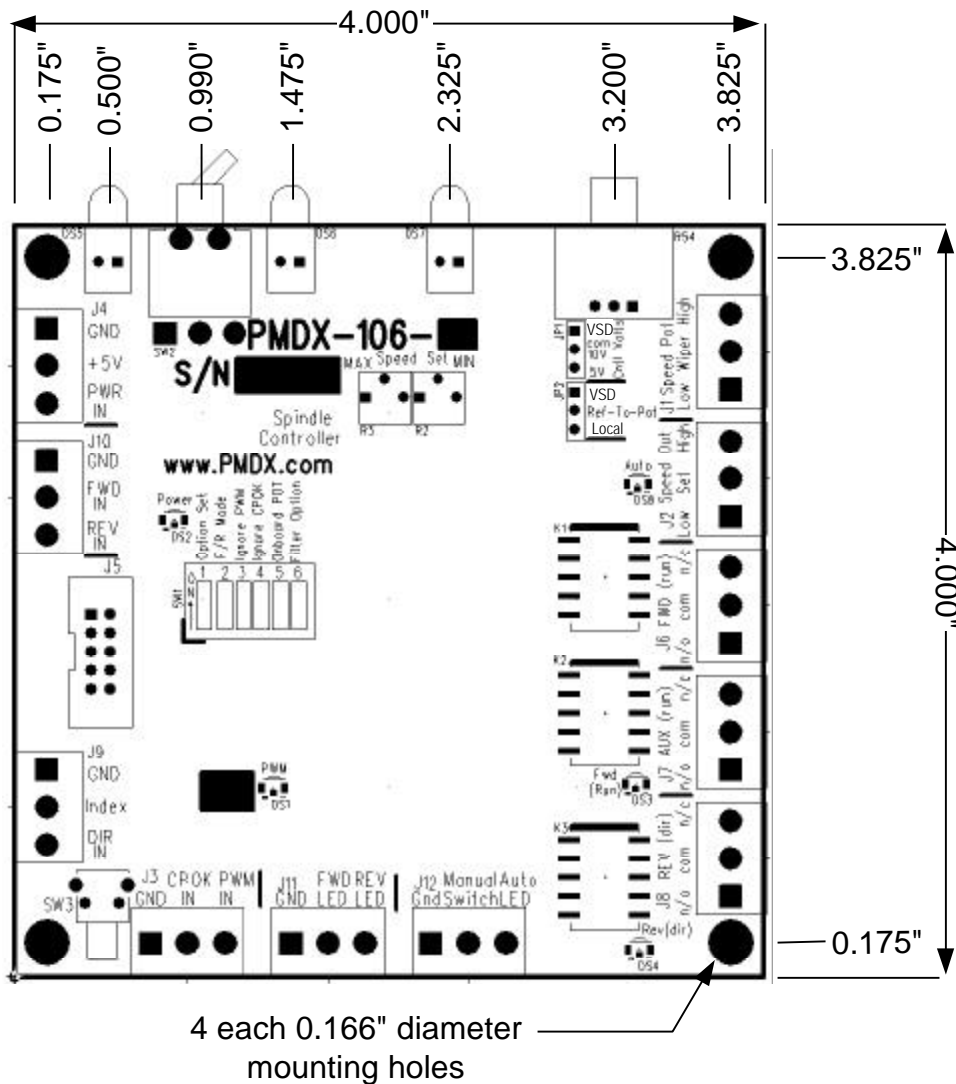 4.000"
0.175"
0.500"
0.990"
1.475"
2.325"
3.200"
3.825"
DS5
DS6
DS7
RS4
3.825"
J4
GND
+5V
PWR
IN
SW2
PMDX-106-
S/N
MAX Speed Set MIN
R3
R2
JP1
VSD
com
10V
5V
Cntl Volts
JP3
VSD
Ref-To-Pot
Local
J1 Speed Pot
Low Wiper High
Spindle
Controller
www.PMDX.com
J10
GND
FWD
IN
REV
IN
Power
DS2
Option Set
F/R Mode
Ignore PWM
Ignore CPOK
Onboard POT
Filter Option
1 2 3 4 5 6
ON
SW1
Auto
DS8
J2 Speed Out
Low Set High
4.000"
K1
J6 FWD (run)
n/o com n/c
J5
K2
J7 AUX (run)
n/o com n/c
J9
GND
Index
DIR
IN
PWM
DS1
Fwd
(Run)
DS3
K3
J8 REV (dir)
n/o com n/c
SW3
J3 CPOK PWM
GND IN IN
J11 FWD REV
GND LED LED
J12 Manual Auto
Gnd Switch LED
Rev(dir)
DS4
0.175"
4 each 0.166" diameter
mounting holes